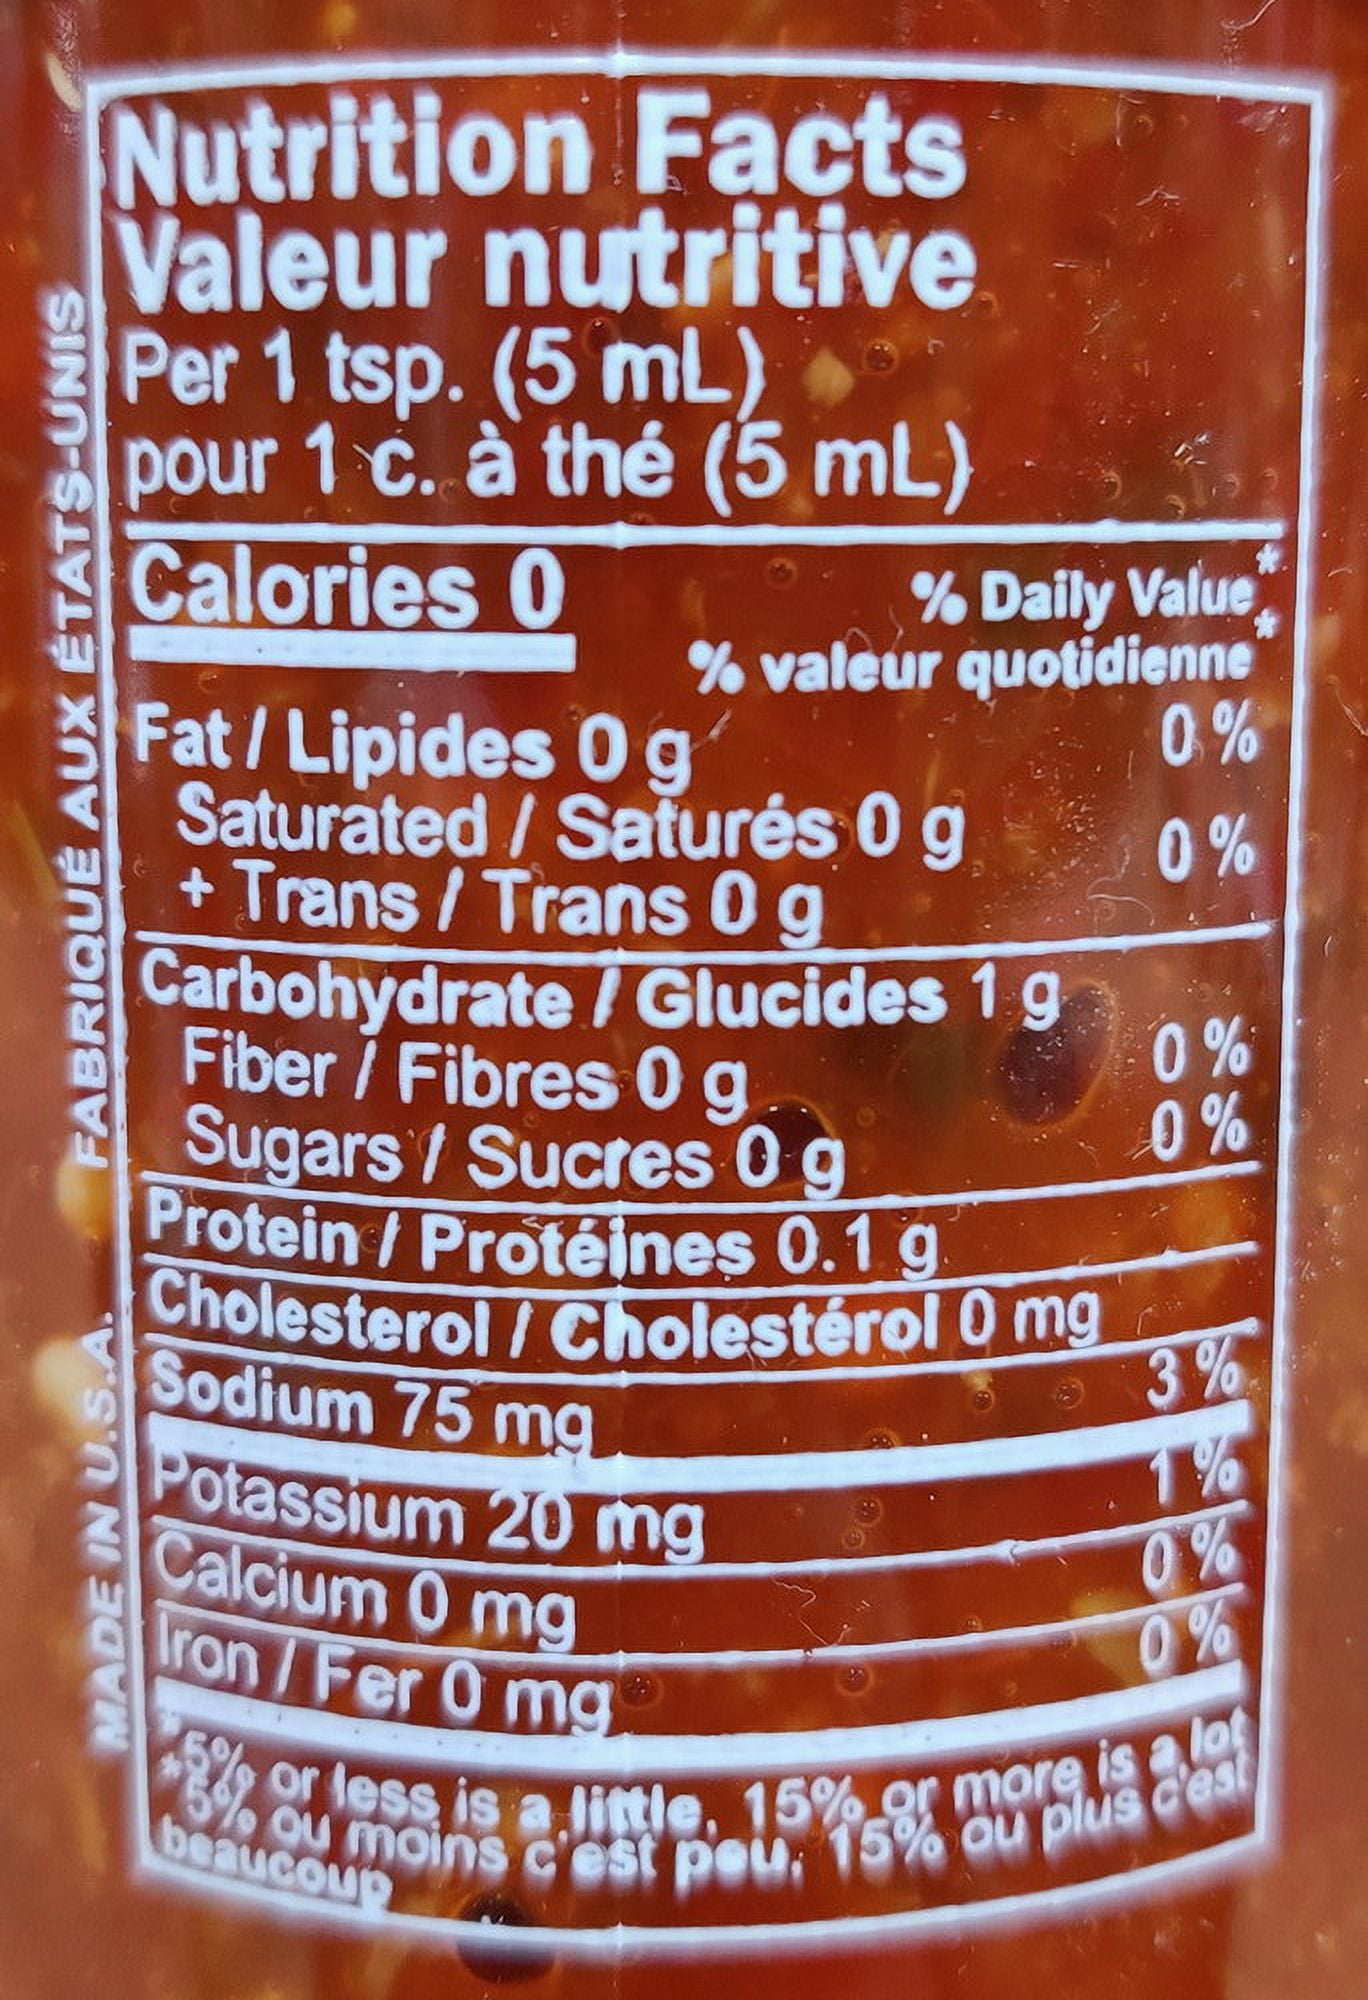 Nutrition Facts
Valeur nutritive
Per 1 tsp. (5 mL)
pour 1 c. à thé (5 mL)
Calories 0
% Daily Value*
% valeur quotidienne*
Fat / Lipides 0 g 0 %
Saturated / Saturés 0 g
+ Trans / Trans 0 g 0 %
Carbohydrate / Glucides 1 g
Fiber / Fibres 0 g 0 %
Sugars / Sucres 0 g 0 %
Protein / Protéines 0.1 g
Cholesterol / Cholestérol 0 mg
Sodium 75 mg 3 %
Potassium 20 mg 1 %
Calcium 0 mg 0 %
Iron / Fer 0 mg 0 %
*5% or less is a little, 15% or more is a lot
*5% ou moins c'est peu, 15% ou plus c'est
beaucoup
MADE IN U.S.A. FABRIQUÉ AUX ÉTATS-UNIS